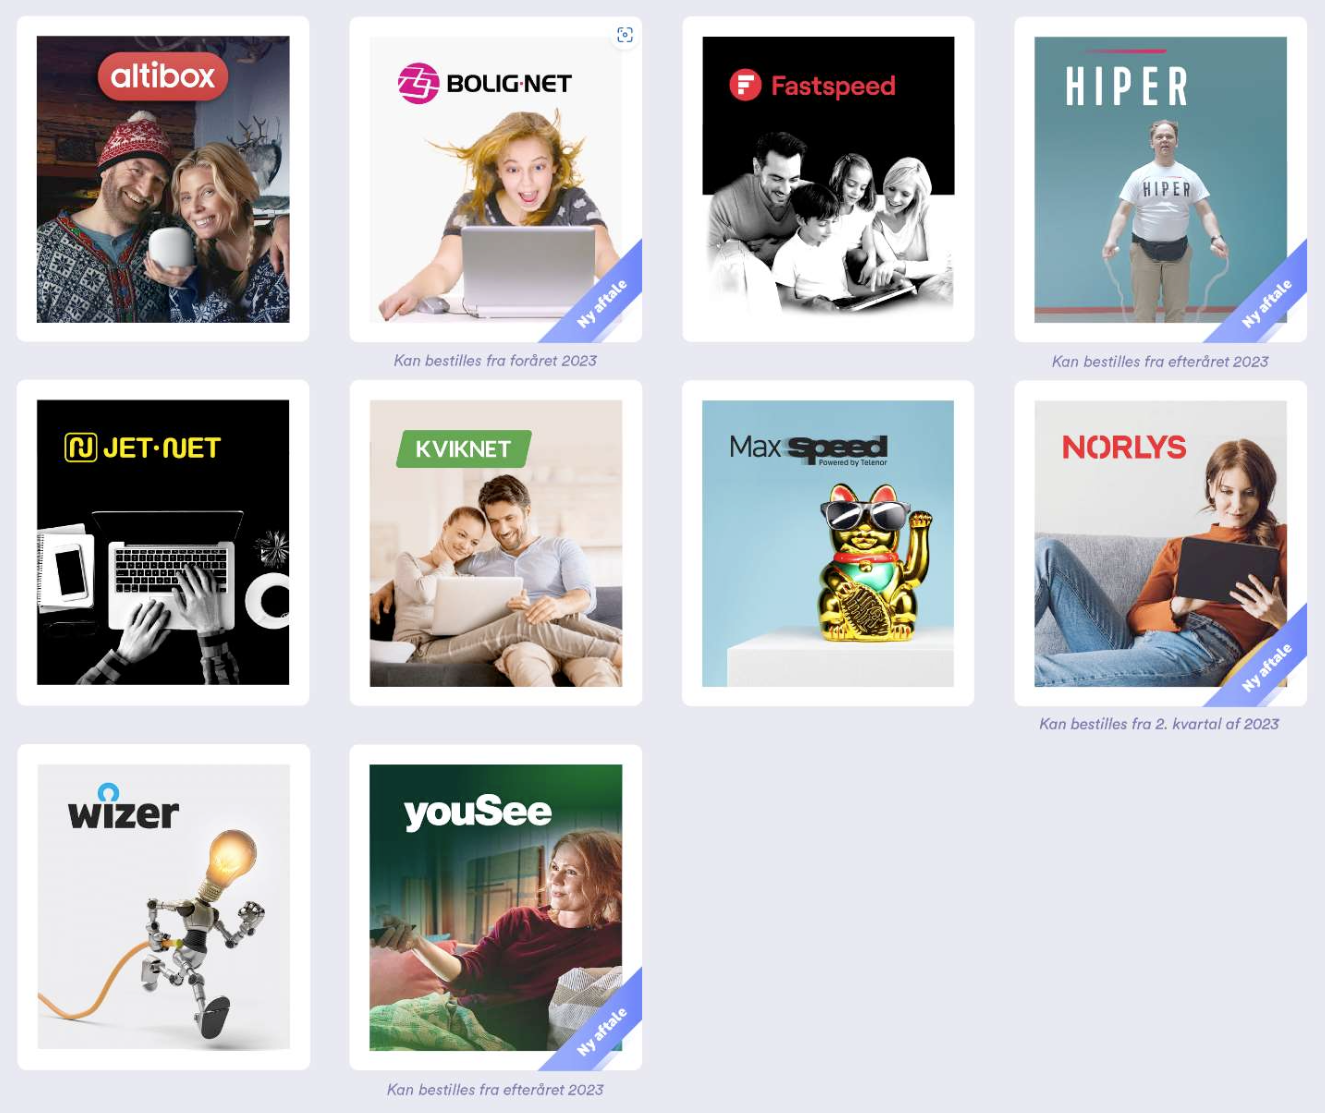 altibox
BOLIG·NET
Ny aftale
Kan bestilles fra foråret 2023
Fastspeed
HIPER
HIPER
Ny aftale
Kan bestilles fra efteråret 2023
JET·NET
KVIKNET
Max speed
Powered by Telenor
NORLYS
Ny aftale
Kan bestilles fra 2. kvartal af 2023
wizer
youSee
Ny aftale
Kan bestilles fra efteråret 2023